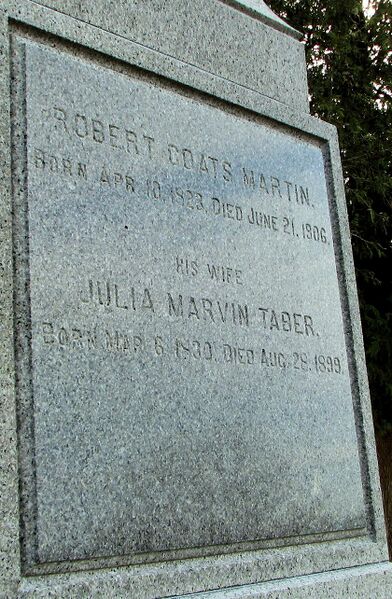 ROBERT COATS MARTIN.
BORN APR. 10. 1823. DIED JUNE 21. 1906.
HIS WIFE
JULIA MARVIN TABER.
BORN MAR. 6. 1830. DIED AUG. 28. 1899.